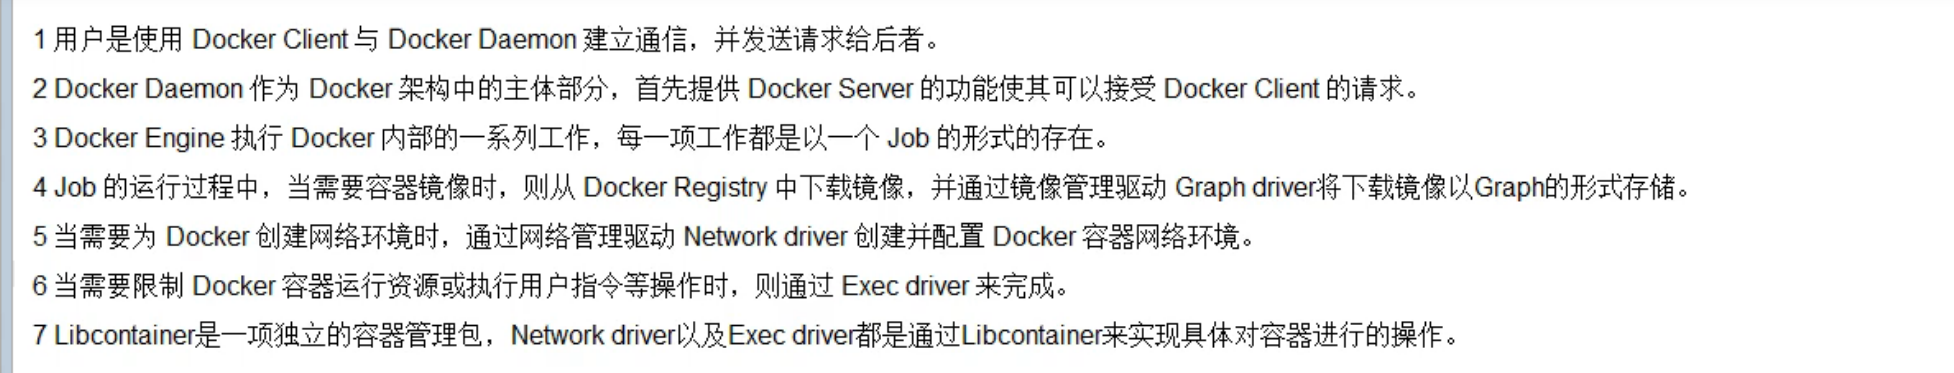 1 用户是使用 Docker Client 与 Docker Daemon 建立通信，并发送请求给后者。
2 Docker Daemon 作为 Docker 架构中的主体部分，首先提供 Docker Server 的功能使其可以接受 Docker Client 的请求。
3 Docker Engine 执行 Docker 内部的一系列工作，每一项工作都是以一个 Job 的形式的存在。
4 Job 的运行过程中，当需要容器镜像时，则从 Docker Registry 中下载镜像，并通过镜像管理驱动 Graph driver将下载镜像以Graph的形式存储。
5 当需要为 Docker 创建网络环境时，通过网络管理驱动 Network driver 创建并配置 Docker 容器网络环境。
6 当需要限制 Docker 容器运行资源或执行用户指令等操作时，则通过 Exec driver 来完成。
7 Libcontainer是一项独立的容器管理包，Network driver以及Exec driver都是通过Libcontainer来实现具体对容器进行的操作。